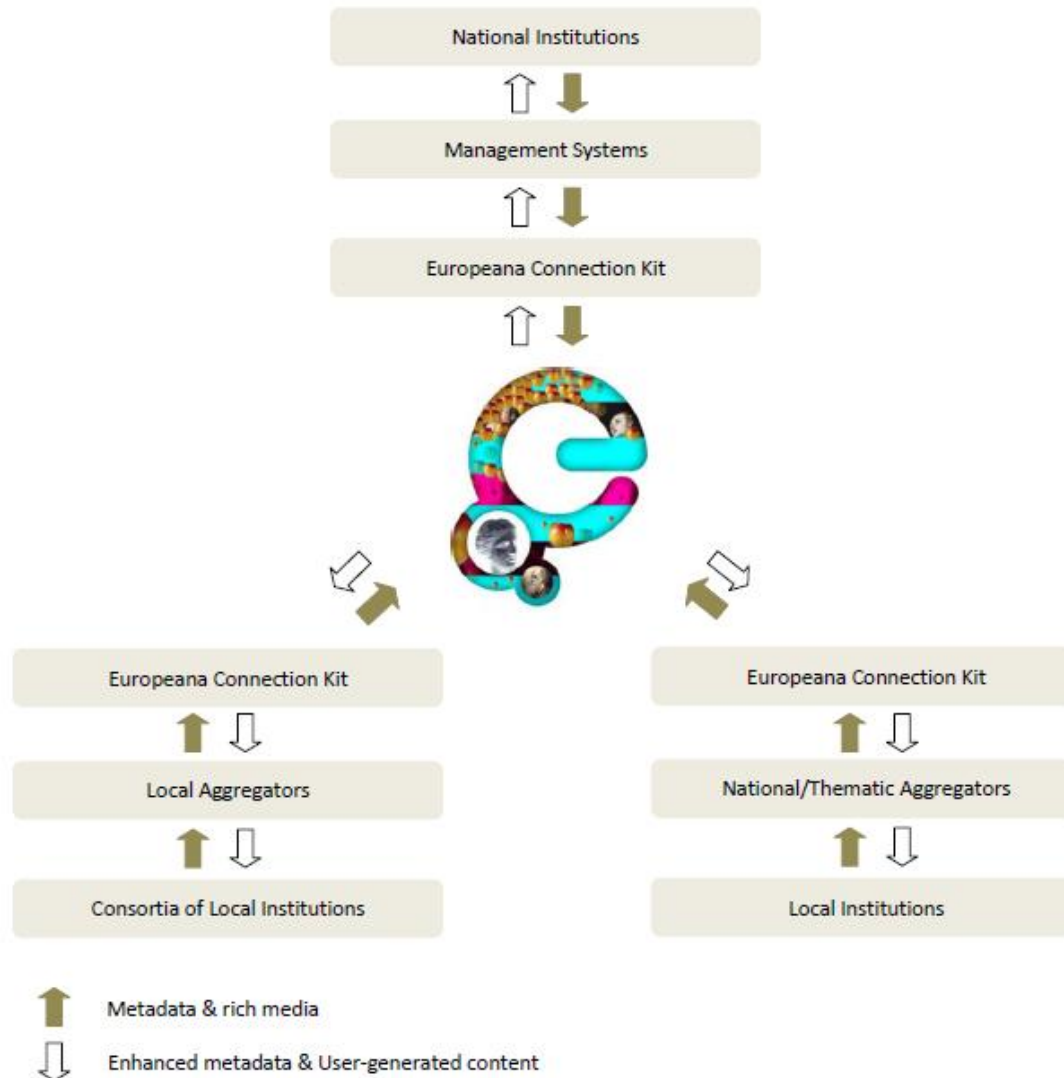 National Institutions
Management Systems
Europeana Connection Kit
Europeana Connection Kit
Local Aggregators
Consortia of Local Institutions
Europeana Connection Kit
National/Thematic Aggregators
Local Institutions
Metadata & rich media
Enhanced metadata & User-generated content